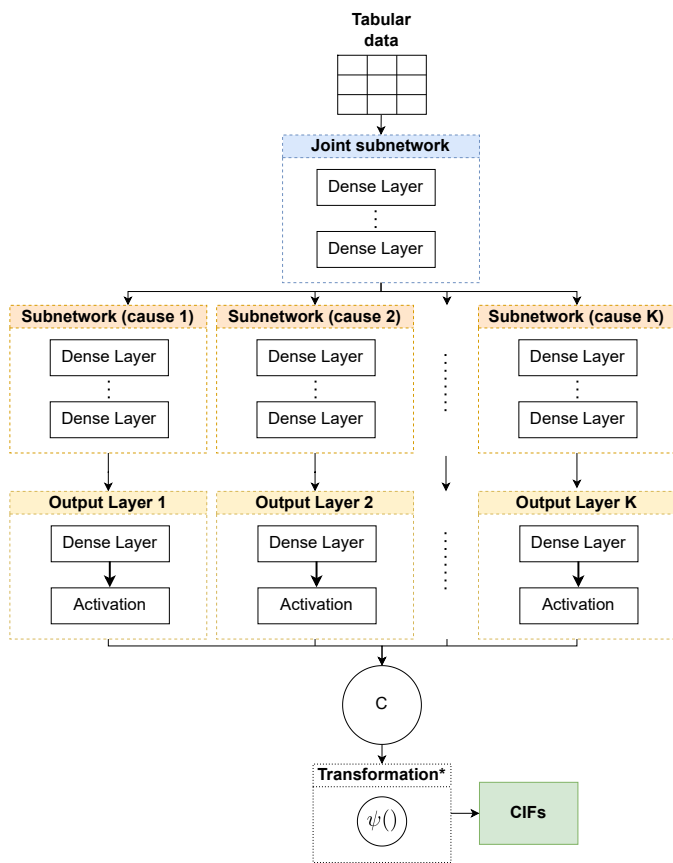 Tabular
data
Joint subnetwork
Dense Layer
Dense Layer
Subnetwork (cause 1)
Dense Layer
Dense Layer
Subnetwork (cause 2)
Dense Layer
Dense Layer
Subnetwork (cause K)
Dense Layer
Dense Layer
Output Layer 1
Dense Layer
Activation
Output Layer 2
Dense Layer
Activation
Output Layer K
Dense Layer
Activation
C
Transformation*
ψ()
CIFs